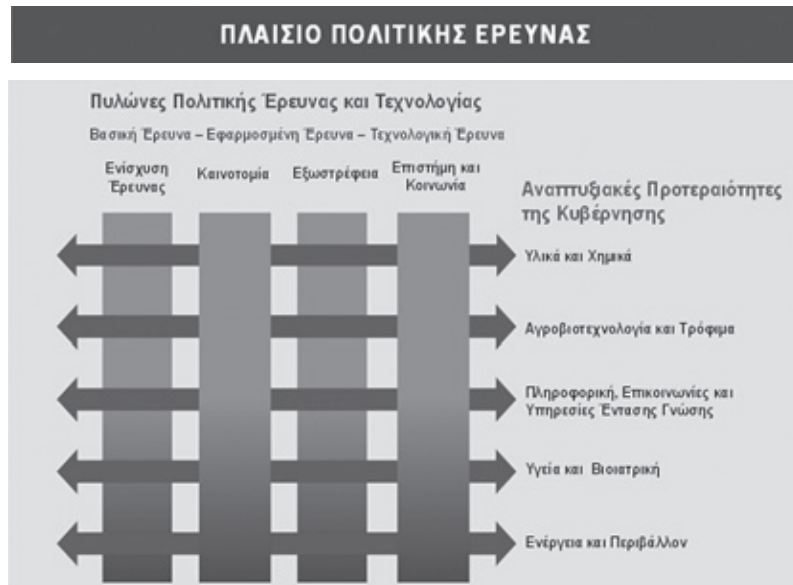 ΠΛΑΙΣΙΟ ΠΟΛΙΤΙΚΗΣ ΕΡΕΥΝΑΣ
Πυλώνες Πολιτικής Έρευνας και Τεχνολογίας
Βασική Έρευνα – Εφαρμοσμένη Έρευνα – Τεχνολογική Έρευνα
Ενίσχυση
Έρευνας
Καινοτομία
Εξωστρέφεια
Επιστήμη και
Κοινωνία
Αναπτυξιακές Προτεραιότητες
της Κυβέρνησης
Υλικά και Χημικά
Αγροβιοτεχνολογία και Τρόφιμα
Πληροφορική, Επικοινωνίες και
Υπηρεσίες Έντασης Γνώσης
Υγεία και Βιοιατρική
Ενέργεια και Περιβάλλον